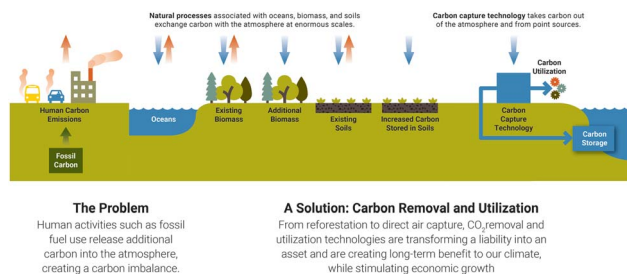 Natural processes associated with oceans, biomass, and soils
exchange carbon with the atmosphere at enormous scales.
Carbon capture technology takes carbon out
of the atmosphere and from point sources.
Carbon
Utilization
Human Carbon
Emissions
Oceans
Existing
Biomass
Additional
Biomass
Existing
Soils
Increased Carbon
Stored in Soils
Carbon
Capture
Technology
Carbon
Storage
Fossil
Carbon
The Problem
Human activities such as fossil
fuel use release additional
carbon into the atmosphere,
creating a carbon imbalance.
A Solution: Carbon Removal and Utilization
From reforestation to direct air capture, CO₂removal and
utilization technologies are transforming a liability into an
asset and are creating long-term benefit to our climate,
while stimulating economic growth